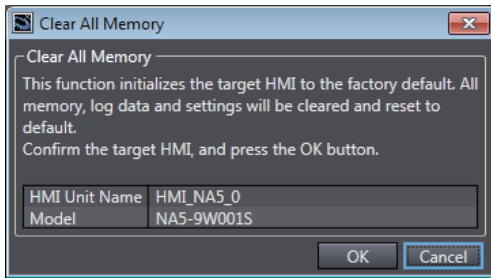 Clear All Memory
Clear All Memory
This function initializes the target HMI to the factory default. All
memory, log data and settings will be cleared and reset to
default.
Confirm the target HMI, and press the OK button.
HMI Unit Name HMI_NA5_0
Model NA5-9W001S
OK Cancel